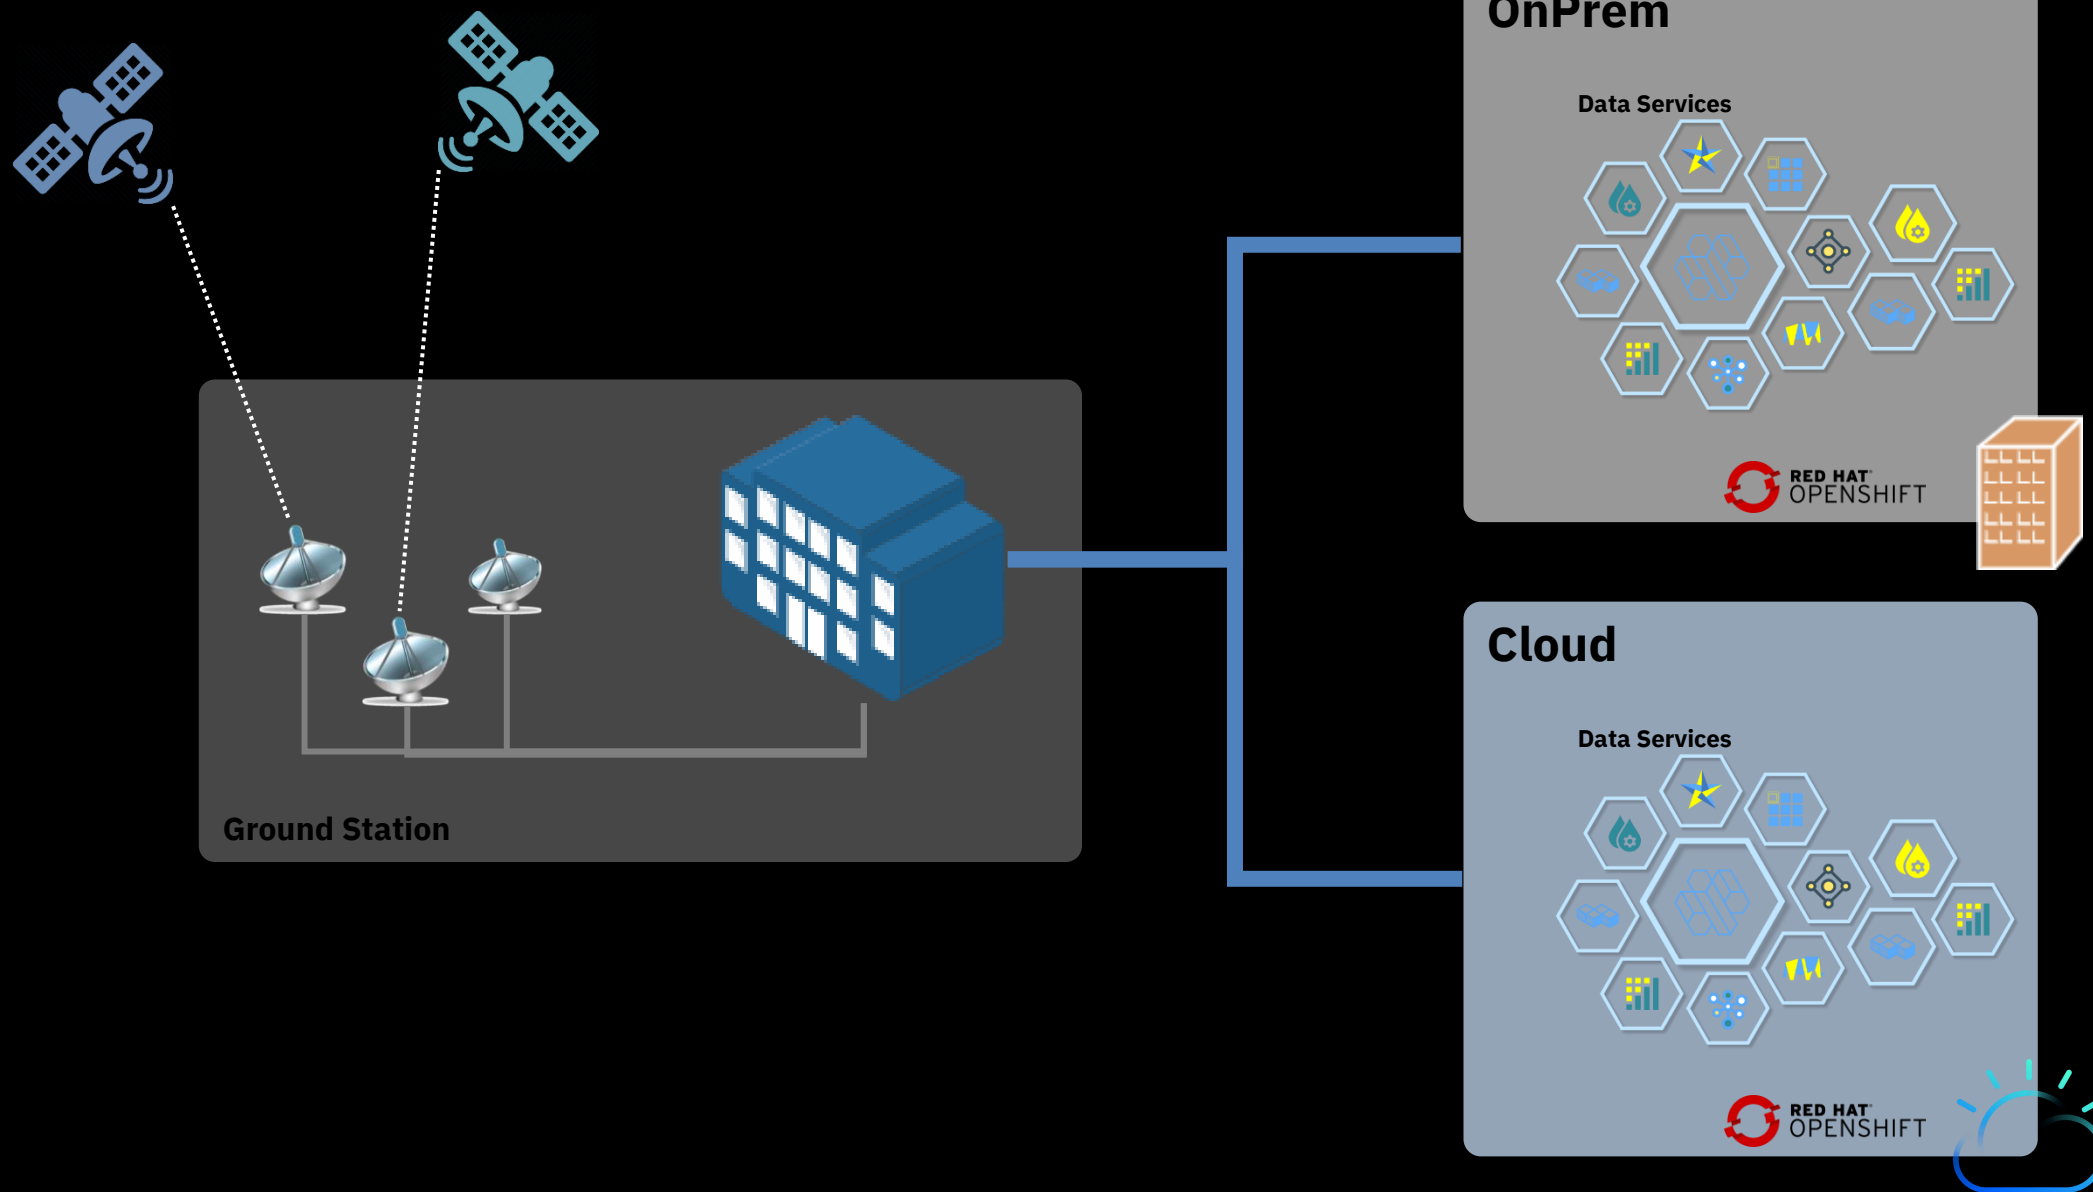 OnPrem
Data Services
RED HAT
OPENSHIFT
Ground Station
Cloud
Data Services
RED HAT
OPENSHIFT